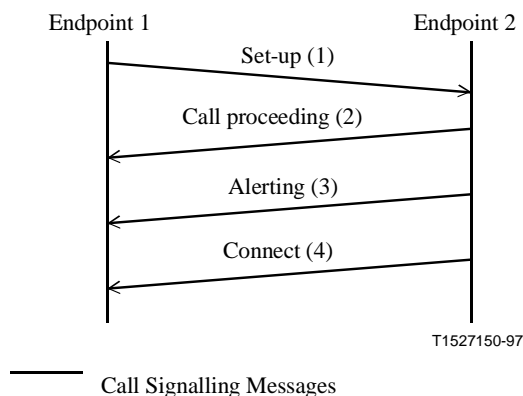 Endpoint 1
Endpoint 2
Set-up (1)
Call proceeding (2)
Alerting (3)
Connect (4)
T1527150-97
Call Signalling Messages